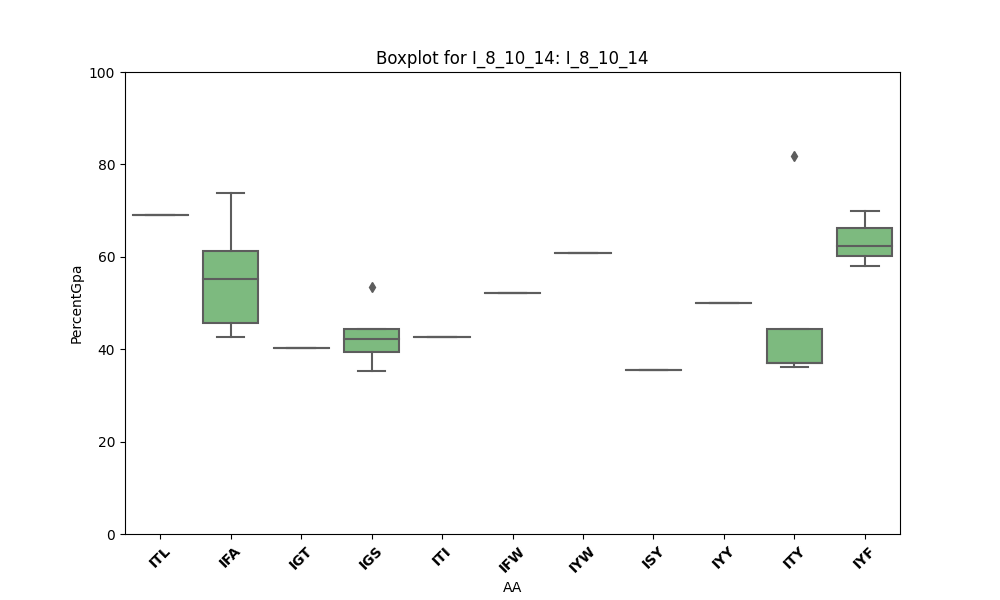 Boxplot for I_8_10_14: I_8_10_14
100
80
60
40
20
0
PercentGpa
ITL IFA IGT IGS ITI IFW IYW ISY IYY ITY IYF
AA